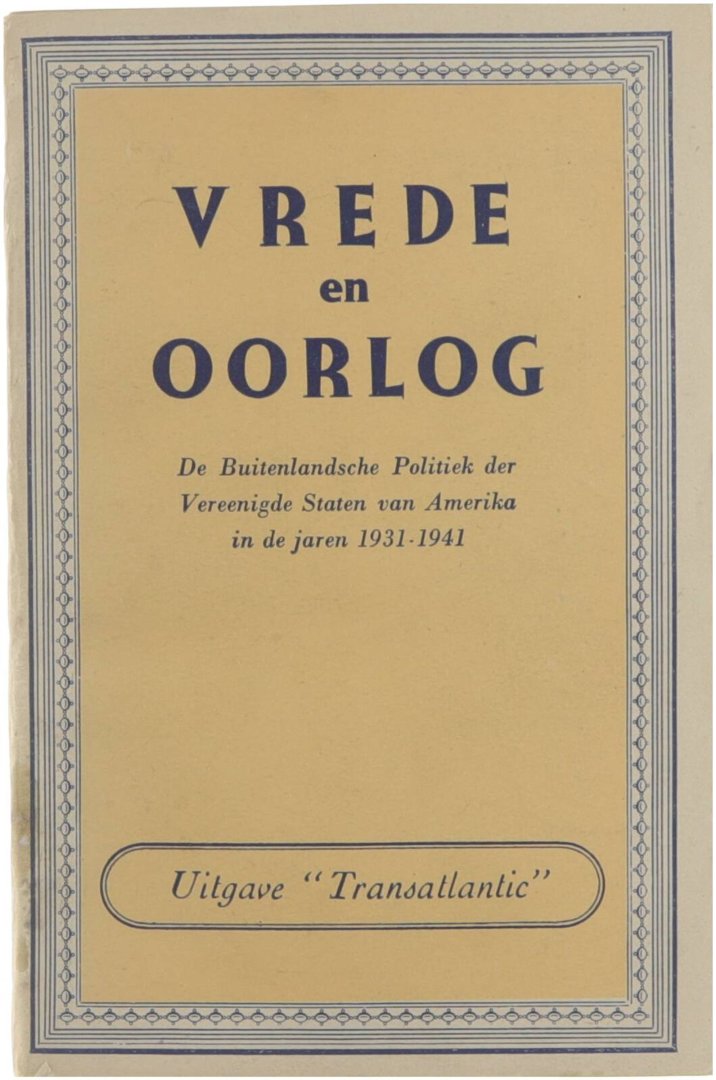 VREDE
en
OORLOG
De Buitenlandsche Politiek der
Vereenigde Staten van Amerika
in de jaren 1931-1941
Uitgave “Transatlantic”